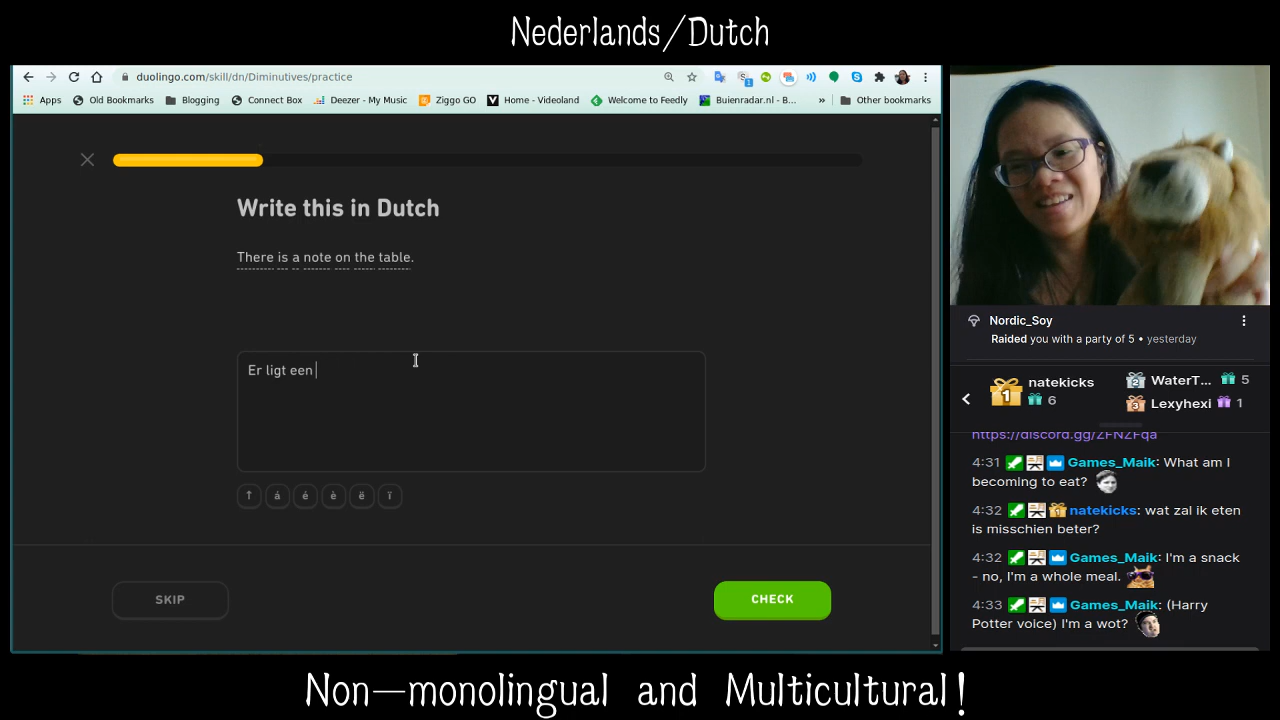 Nederlands/Dutch
duolingo.com/skill/dn/Diminutives/practice
Apps Old Bookmarks Blogging Connect Box Deezer - My Music Ziggo GO Home - Videoland Welcome to Feedly Buienradar.nl - B... » Other bookmarks
Write this in Dutch
There is a note on the table.
Er ligt een
↑ á é è ë ï
SKIP
CHECK
Nordic_Soy
Raided you with a party of 5 • yesterday
1 natekicks 6
2 WaterT... 5
3 Lexyhexi 1
https://discord.gg/ZFNZFqa
4:31 Games_Maik: What am I
becoming to eat?
4:32 natekicks: wat zal ik eten
is misschien beter?
4:32 Games_Maik: I'm a snack
- no, I'm a whole meal.
4:33 Games_Maik: (Harry
Potter voice) I'm a wot?
Non-monolingual and Multicultural!